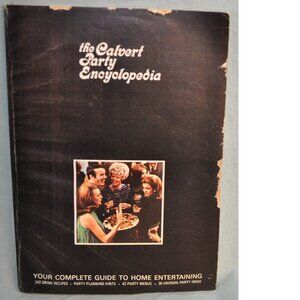 the Calvert
Party
Encyclopedia
YOUR COMPLETE GUIDE TO HOME ENTERTAINING
242 DRINK RECIPES • PARTY PLANNING HINTS • 42 PARTY MENUS • 38 UNUSUAL PARTY IDEAS